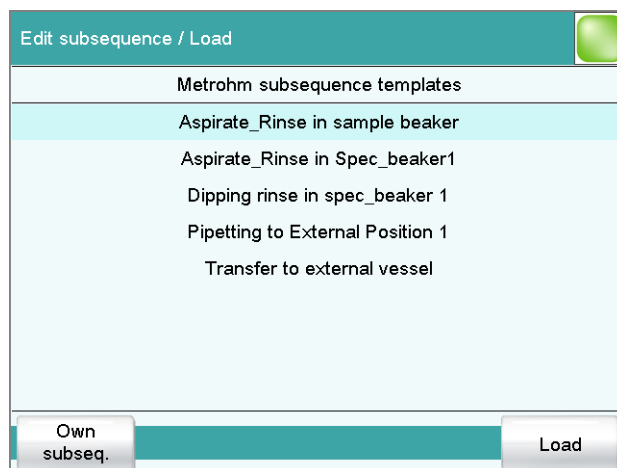 Edit subsequence / Load
Metrohm subsequence templates
Aspirate_Rinse in sample beaker
Aspirate_Rinse in Spec_beaker1
Dipping rinse in spec_beaker 1
Pipetting to External Position 1
Transfer to external vessel
Own
subseq.
Load